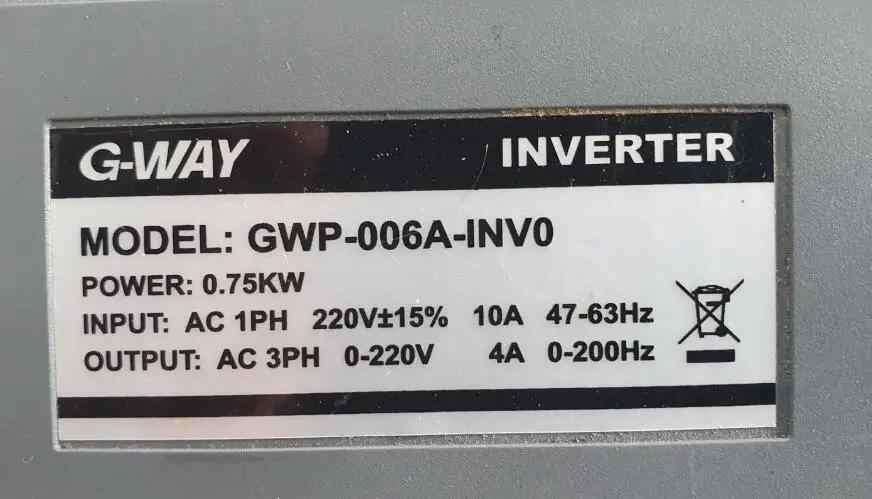 G-WAY INVERTER
MODEL: GWP-006A-INV0
POWER: 0.75KW
INPUT: AC 1PH 220V±15% 10A 47-63Hz
OUTPUT: AC 3PH 0-220V 4A 0-200Hz